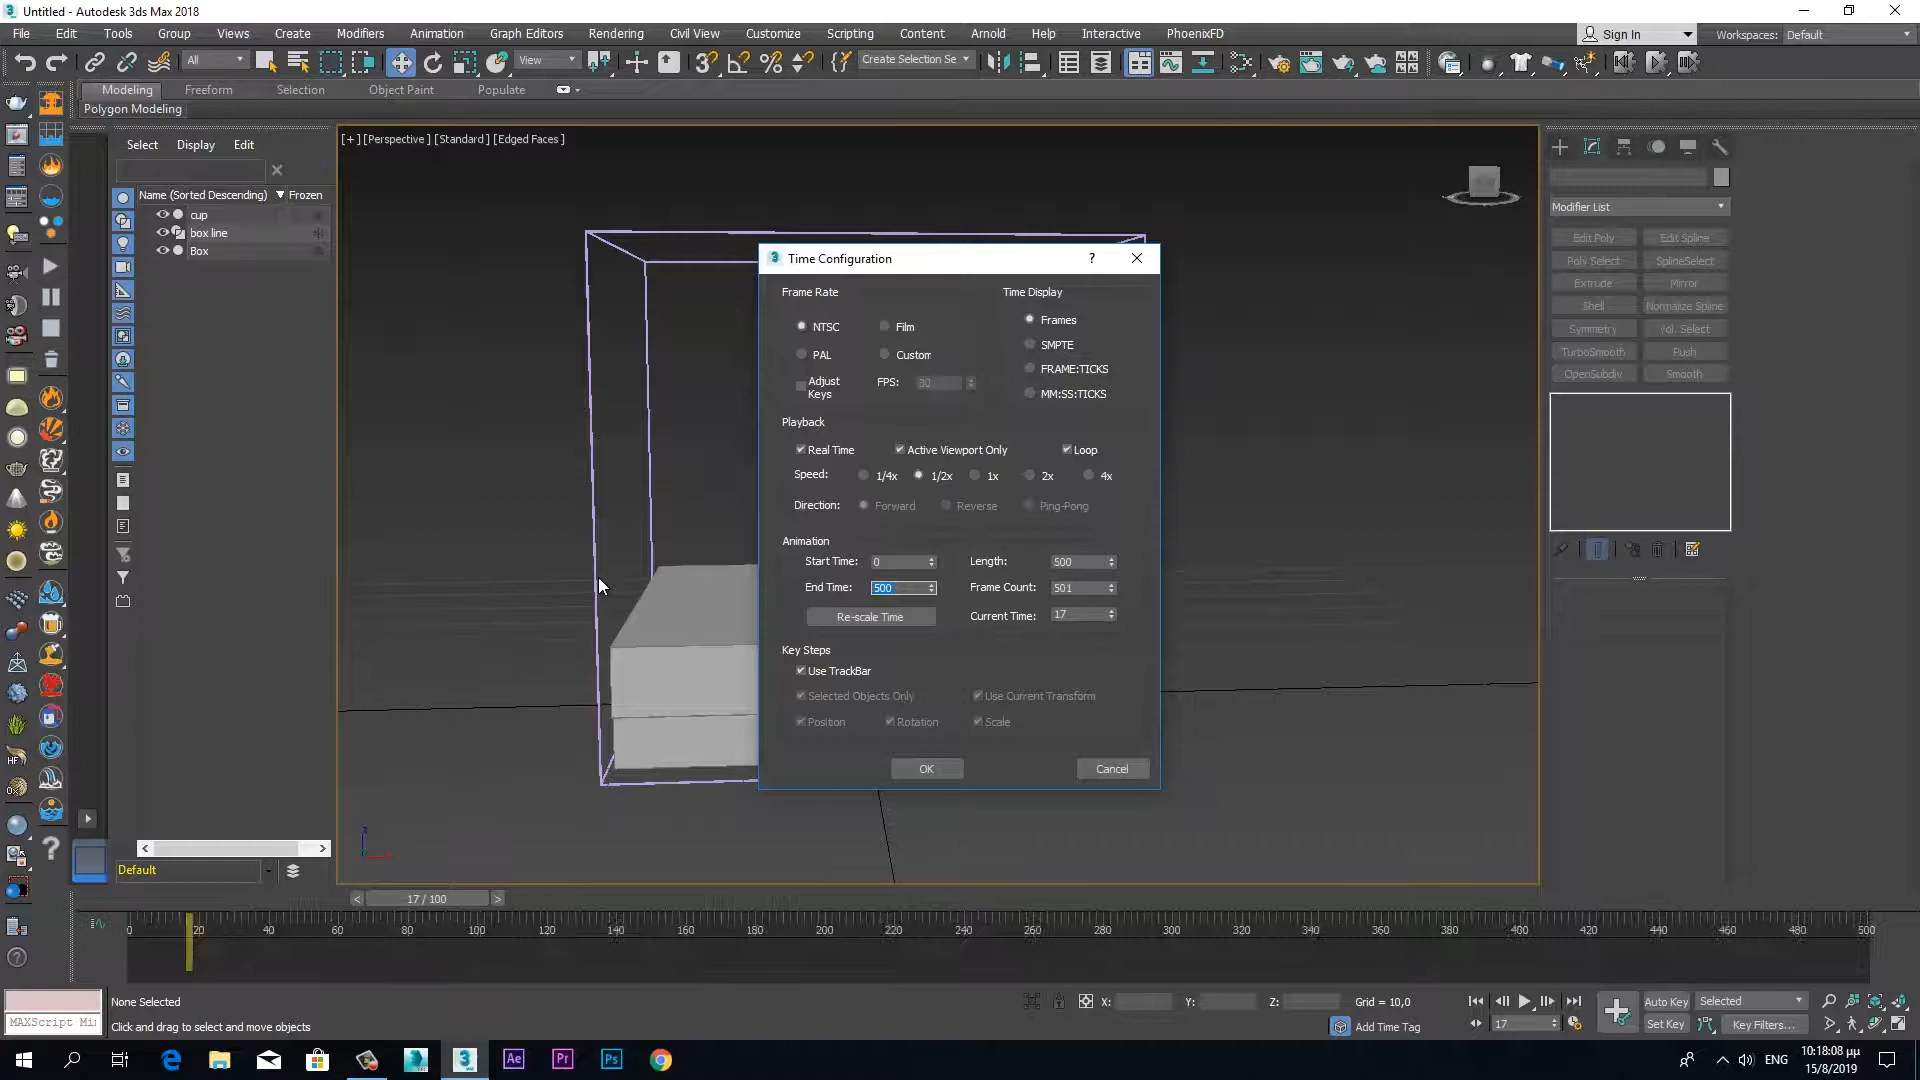 Untitled - Autodesk 3ds Max 2018
File Edit Tools Group Views Create Modifiers Animation Graph Editors Rendering Civil View Customize Scripting Content Arnold Help Interactive PhoenixFD Sign In Workspaces: Default
All View Create Selection Se
Modeling Freeform Selection Object Paint Populate
Polygon Modeling
Select Display Edit
[+] [Perspective ] [Standard ] [Edged Faces ]
Name (Sorted Descending) Frozen
cup
box line
Box
Modifier List
Edit Poly Edit Spline
Poly Select SplineSelect
Extrude Mirror
Shell Normalize Spline
Symmetry Vol. Select
TurboSmooth Push
OpenSubdiv Smooth
Time Configuration ?
Frame Rate Time Display
NTSC Film Frames
PAL Custom SMPTE
Adjust Keys FPS: 30 FRAME:TICKS
MM:SS:TICKS
Playback
Real Time Active Viewport Only Loop
Speed: 1/4x 1/2x 1x 2x 4x
Direction: Forward Reverse Ping-Pong
Animation
Start Time: 0 Length: 500
End Time: 500 Frame Count: 501
Re-scale Time Current Time: 17
Key Steps
Use TrackBar
Selected Objects Only Use Current Transform
Position Rotation Scale
OK Cancel
Default
< 17 / 100 >
0 20 40 60 80 100 120 140 160 180 200 220 240 260 280 300 320 340 360 380 400 420 440 460 480 500
None Selected X: Y: Z: Grid = 10,0 Auto Key Selected
MAXScript Mi Click and drag to select and move objects Add Time Tag 17 Set Key Key Filters...
Ae Pr Ps ENG 10:18:08 μμ
15/8/2019